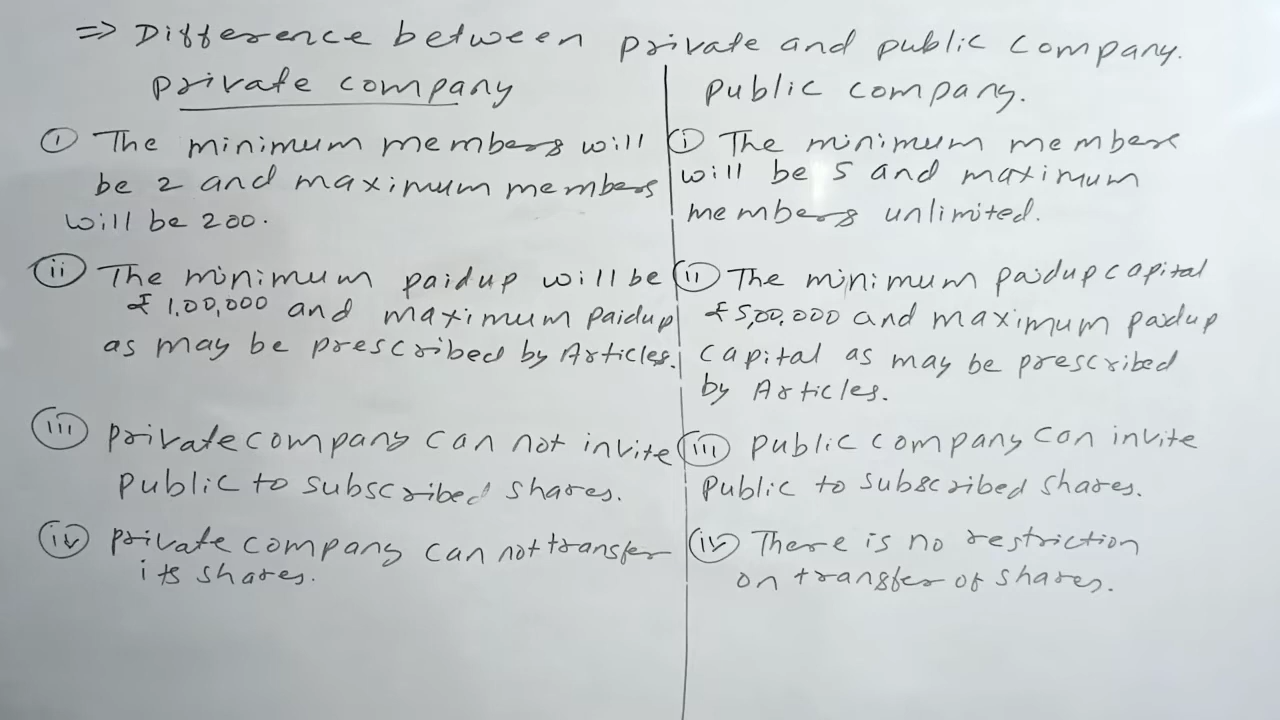 => Difference between private and public company.
private company
① The minimum members will
be 2 and maximum members
will be 200.
ⅱ The minimum paidup will be
₹ 1,00,000 and maximum paidup
as may be prescribed by Articles.
ⅲ private company can not invite
public to subscribed shares.
ⅳ private company can not transfer
its shares.
public company.
ⅰ The minimum members
will be 5 and maximum
members unlimited.
ⅱ The minimum paidup capital
₹ 5,00,000 and maximum paidup
capital as may be prescribed
by Articles.
ⅲ public company can invite
public to subscribed shares.
ⅳ There is no restriction
on transfer of shares.